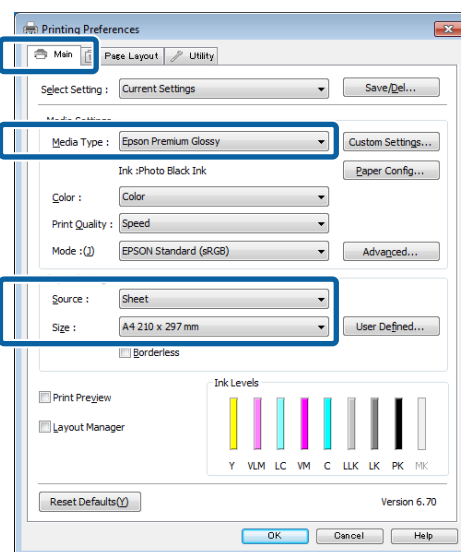 Printing Preferences
Main Page Layout Utility
Select Setting : Current Settings Save/Del...
Media Settings
Media Type : Epson Premium Glossy Custom Settings...
Ink :Photo Black Ink Paper Config...
Color : Color
Print Quality : Speed
Mode :(J) EPSON Standard (sRGB) Advanced...
Source : Sheet
Size : A4 210 x 297 mm User Defined...
Borderless
Print Preview
Layout Manager
Ink Levels
Y VLM LC VM C LLK LK PK MK
Reset Defaults(Y) Version 6.70
OK Cancel Help